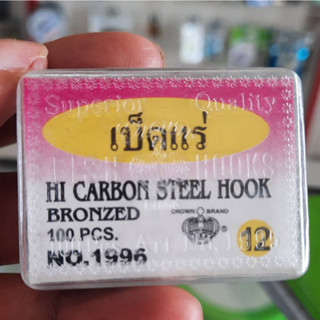 Superior Quality
เบ็ดแร่
HOOKS
HI CARBON STEEL HOOK
BRONZED
100 PCS.
CROWN BRAND
NO.1996
12